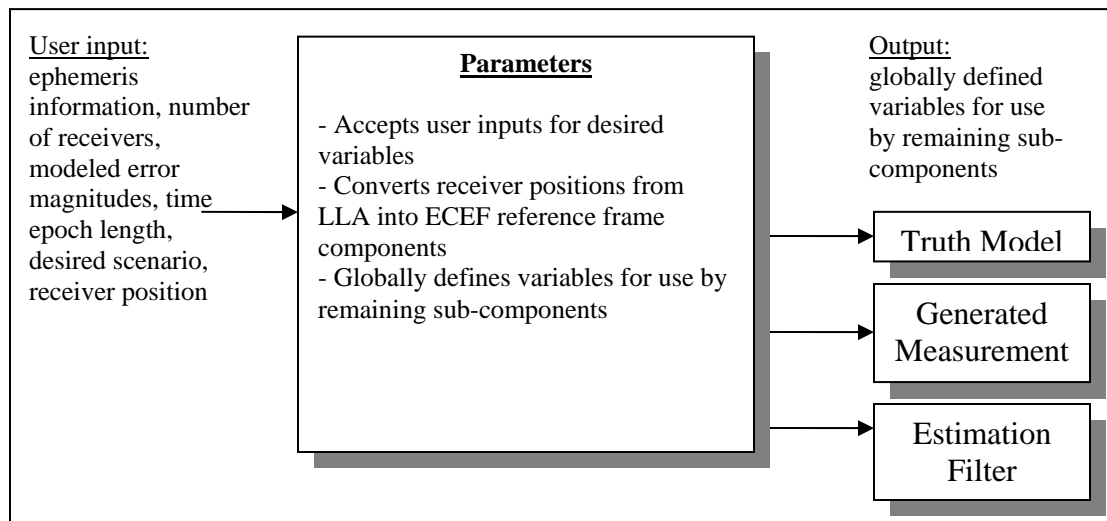 User input:
ephemeris
information, number
of receivers,
modeled error
magnitudes, time
epoch length,
desired scenario,
receiver position
Parameters
- Accepts user inputs for desired
variables
- Converts receiver positions from
LLA into ECEF reference frame
components
- Globally defines variables for use by
remaining sub-components
Output:
globally defined
variables for use
by remaining sub-
components
Truth Model
Generated
Measurement
Estimation
Filter